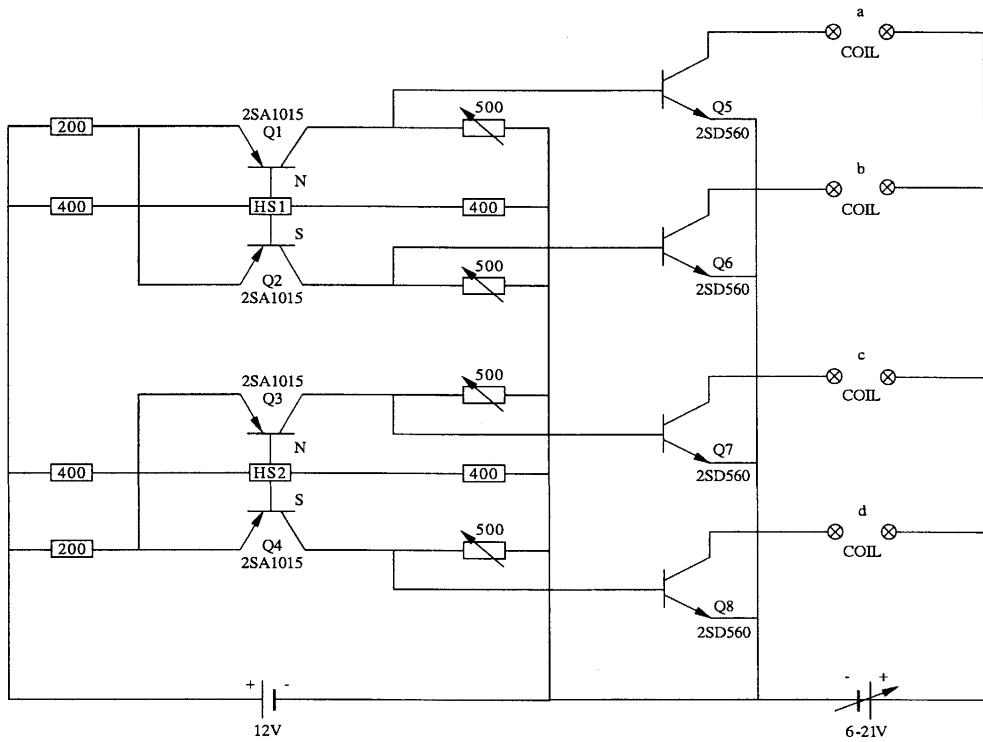 a
COIL
2SA1015
Q1
500
Q5
2SD560
200
N
b
400
HS1
400
COIL
S
Q2
2SA1015
500
Q6
2SD560
c
2SA1015
Q3
500
COIL
N
Q7
2SD560
400
HS2
400
S
d
500
COIL
200
Q4
2SA1015
Q8
2SD560
+ -
12V
- +
6-21V